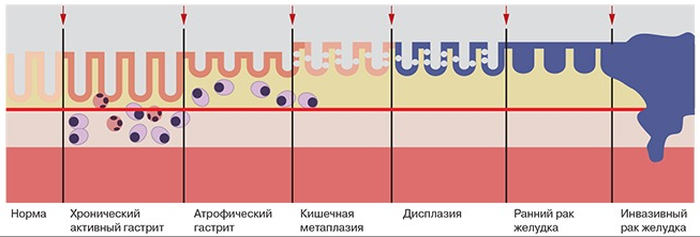 Норма
Хронический
активный гастрит
Атрофический
гастрит
Кишечная
метаплазия
Дисплазия
Ранний рак
желудка
Инвазивный
рак желудка